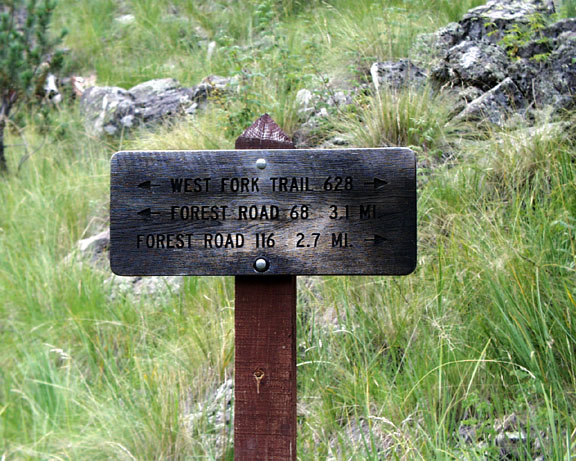 ← WEST FORK TRAIL 628 →
← FOREST ROAD 68 3.1 MI.
FOREST ROAD 116 2.7 MI. →